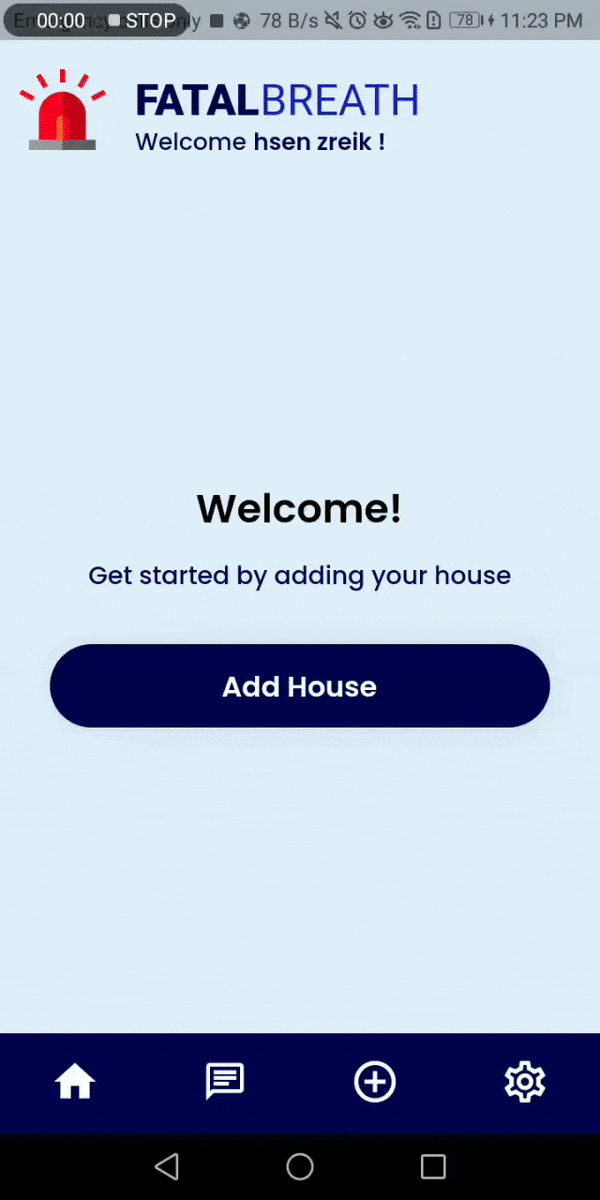 00:00 STOP 78 B/s 78 11:23 PM
FATALBREATH
Welcome hsen zreik !
Welcome!
Get started by adding your house
Add House